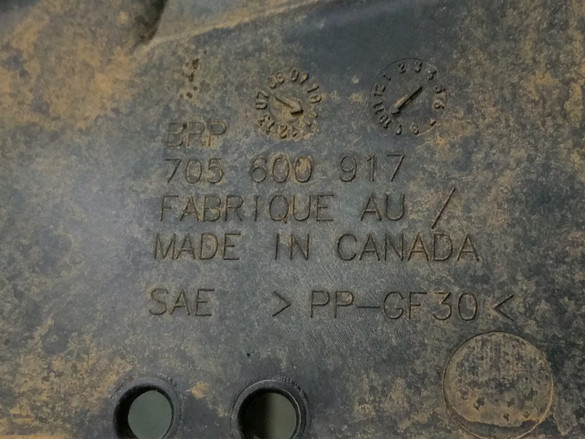 BRP
705 600 917
FABRIQUE AU /
MADE IN CANADA
SAE >PP-GF30<